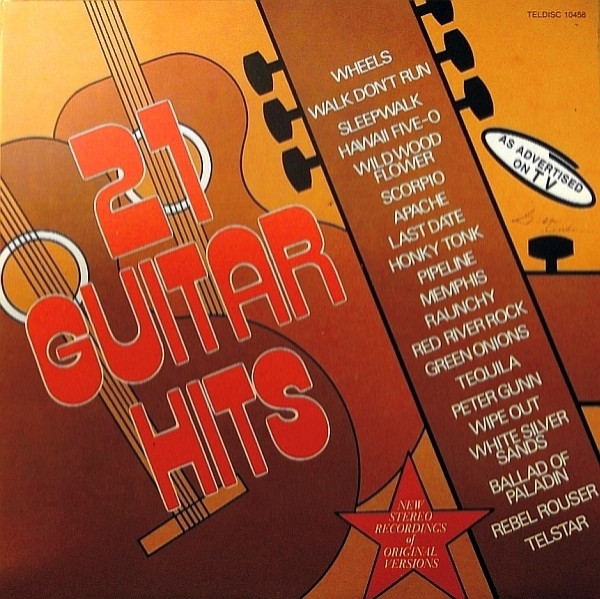 TELDISC 10458
21
GUITAR
HITS
WHEELS
WALK DON'T RUN
SLEEPWALK
HAWAII FIVE-O
WILDWOOD
FLOWER
SCORPIO
APACHE
LAST DATE
HONKY TONK
PIPELINE
MEMPHIS
RAUNCHY
RED RIVER ROCK
GREEN ONIONS
TEQUILA
PETER GUNN
WIPE OUT
WHITE SILVER
SANDS
BALLAD OF
PALADIN
REBEL ROUSER
TELSTAR
AS ADVERTISED
ON TV
NEW
STEREO
RECORDINGS
of
ORIGINAL
VERSIONS